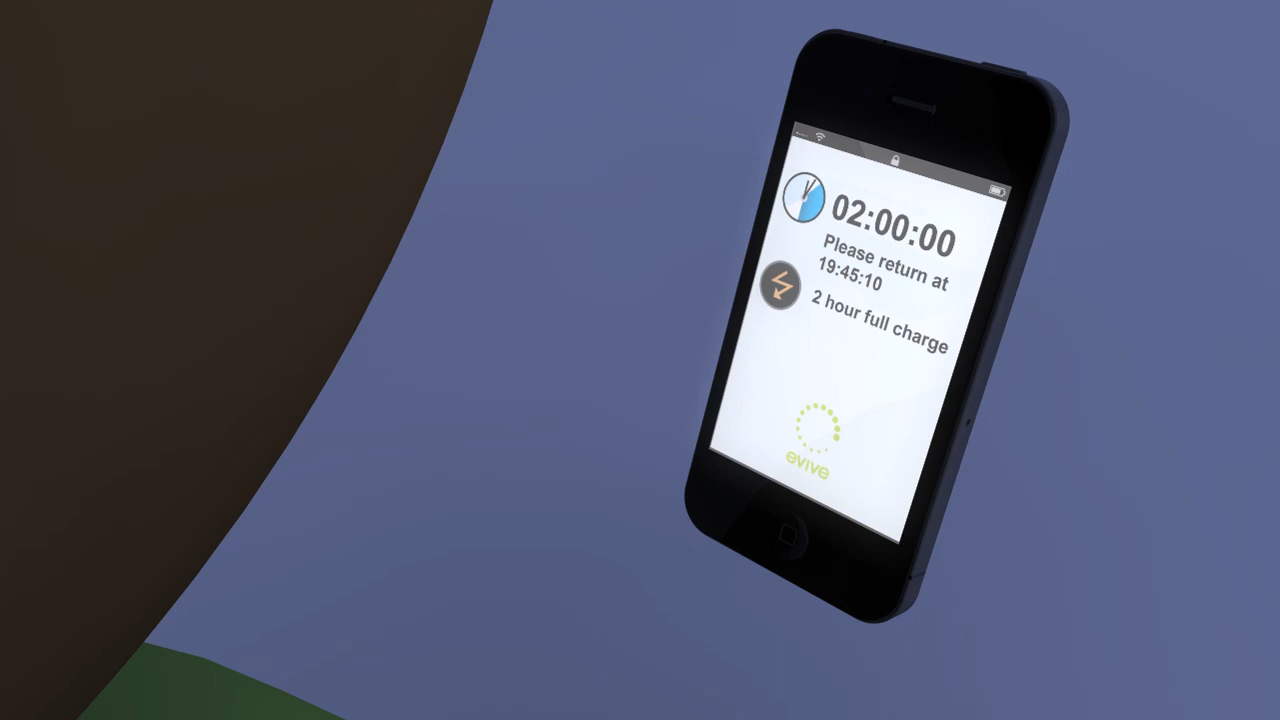 02:00:00
Please return at
19:45:10
2 hour full charge
evive